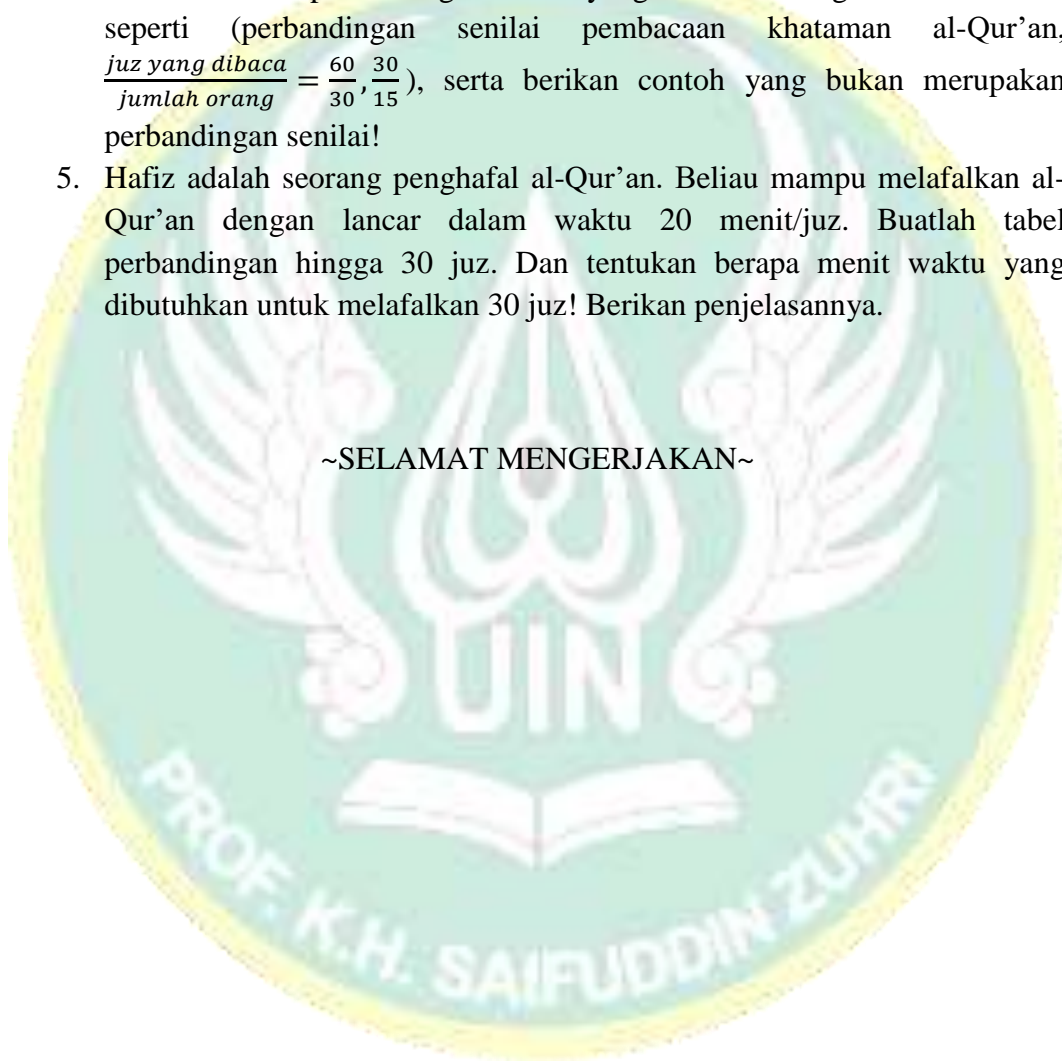 seperti (perbandingan senilai pembacaan khataman al-Qur'an,
juz yang dibaca / jumlah orang = 60/30, 30/15), serta berikan contoh yang bukan merupakan
perbandingan senilai!
5. Hafiz adalah seorang penghafal al-Qur'an. Beliau mampu melafalkan al-
Qur'an dengan lancar dalam waktu 20 menit/juz. Buatlah tabel
perbandingan hingga 30 juz. Dan tentukan berapa menit waktu yang
dibutuhkan untuk melafalkan 30 juz! Berikan penjelasannya.
~SELAMAT MENGERJAKAN~
UIN
PROF. K.H. SAIFUDDIN ZUHRI